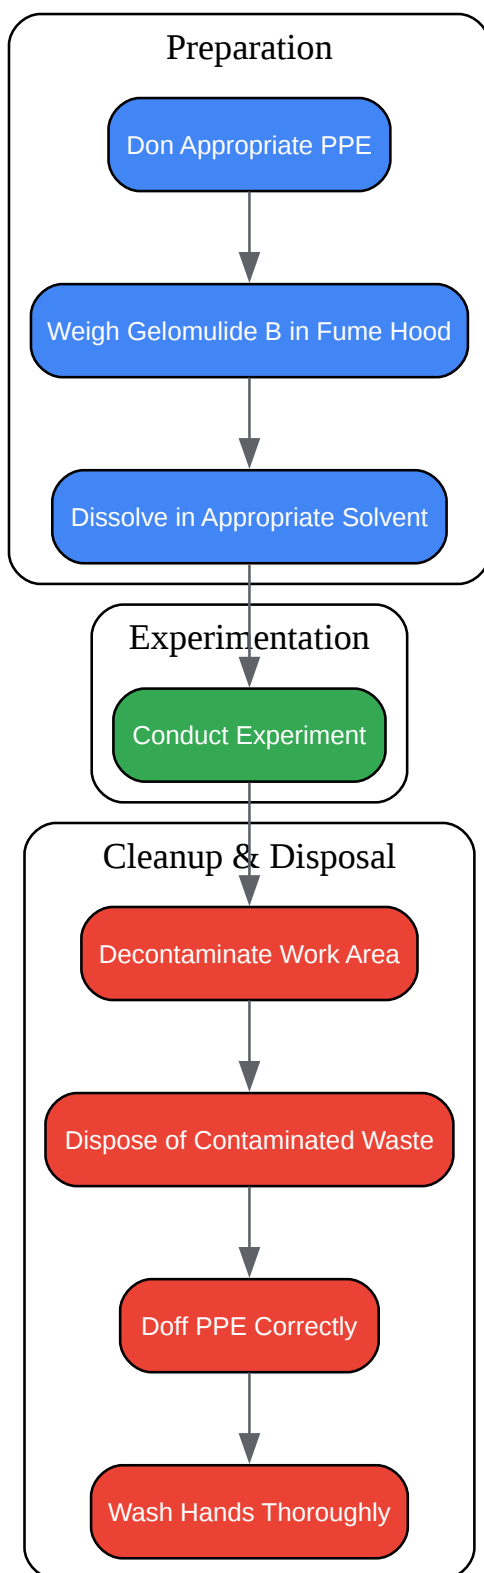 Preparation
Don Appropriate PPE
Weigh Gelomulide B in Fume Hood
Dissolve in Appropriate Solvent
Experimentation
Conduct Experiment
Cleanup & Disposal
Decontaminate Work Area
Dispose of Contaminated Waste
Doff PPE Correctly
Wash Hands Thoroughly